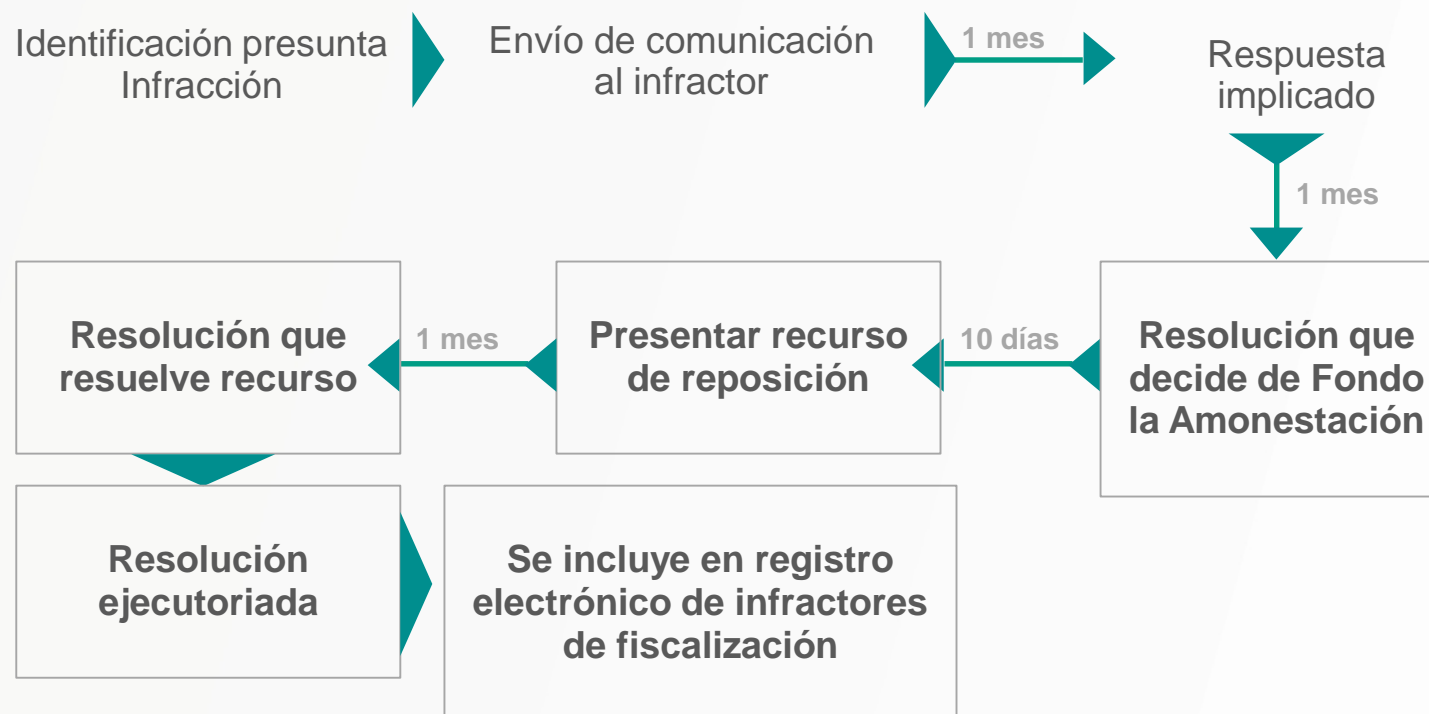 Identificación presunta
Infracción
Envío de comunicación
al infractor
1 mes
Respuesta
implicado
1 mes
Resolución que
decide de Fondo
la Amonestación
10 días
Presentar recurso
de reposición
1 mes
Resolución que
resuelve recurso
Resolución
ejecutoriada
Se incluye en registro
electrónico de infractores
de fiscalización